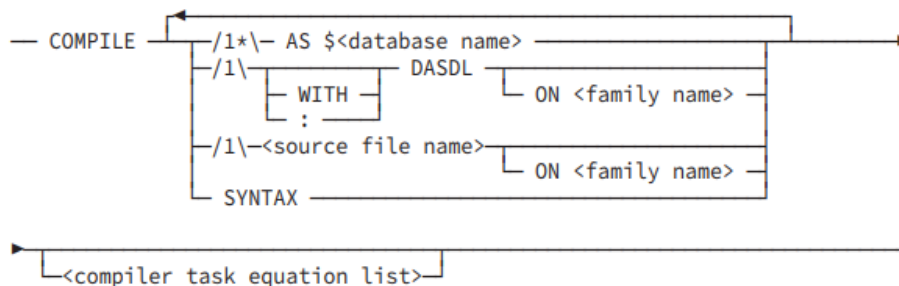 COMPILE /1*\ AS $<database name>
/1\ DASDL
WITH ON <family name>
:
/1\ <source file name>
ON <family name>
SYNTAX
<compiler task equation list>